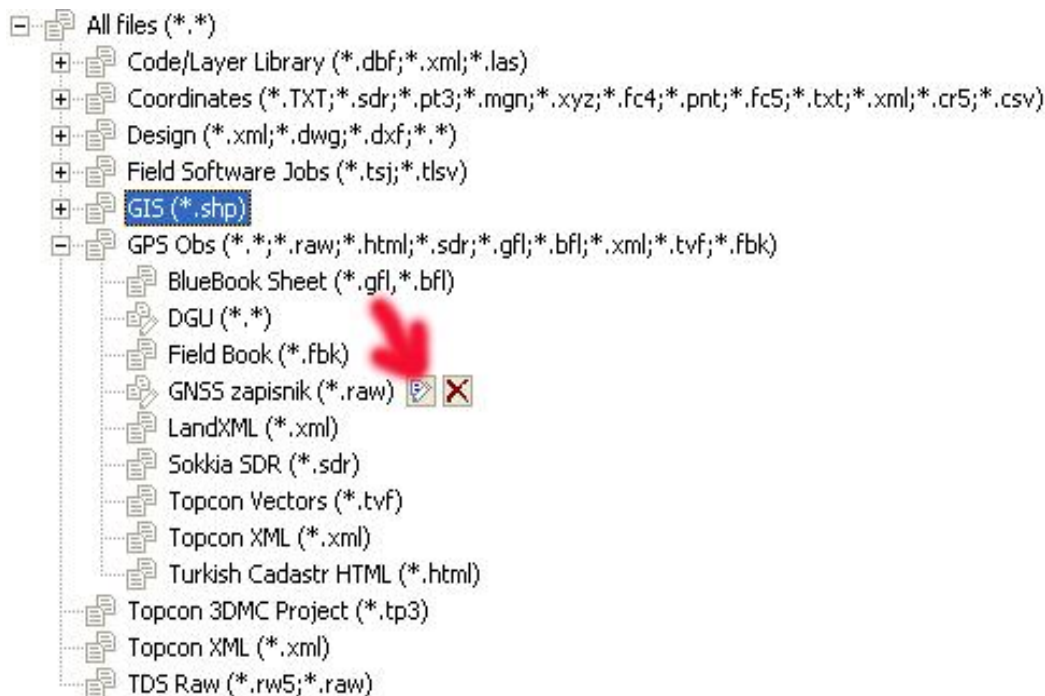 All files (*.*)
Code/Layer Library (*.dbf;*.xml;*.las)
Coordinates (*.TXT;*.sdr;*.pt3;*.mgn;*.xyz;*.fc4;*.pnt;*.fc5;*.txt;*.xml;*.cr5;*.csv)
Design (*.xml;*.dwg;*.dxf;*.*)
Field Software Jobs (*.tsj;*.tlsv)
GIS (*.shp)
GPS Obs (*.*;*.raw;*.html;*.sdr;*.gfl;*.bfl;*.xml;*.tvf;*.fbk)
BlueBook Sheet (*.gfl,*.bfl)
DGU (*.*)
Field Book (*.fbk)
GNSS zapisnik (*.raw)
LandXML (*.xml)
Sokkia SDR (*.sdr)
Topcon Vectors (*.tvf)
Topcon XML (*.xml)
Turkish Cadastr HTML (*.html)
Topcon 3DMC Project (*.tp3)
Topcon XML (*.xml)
TDS Raw (*.rw5;*.raw)